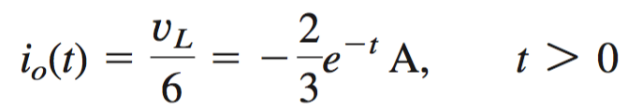 i_o(t) = v_L/6 = −2/3 e^{−t} A,   t > 0